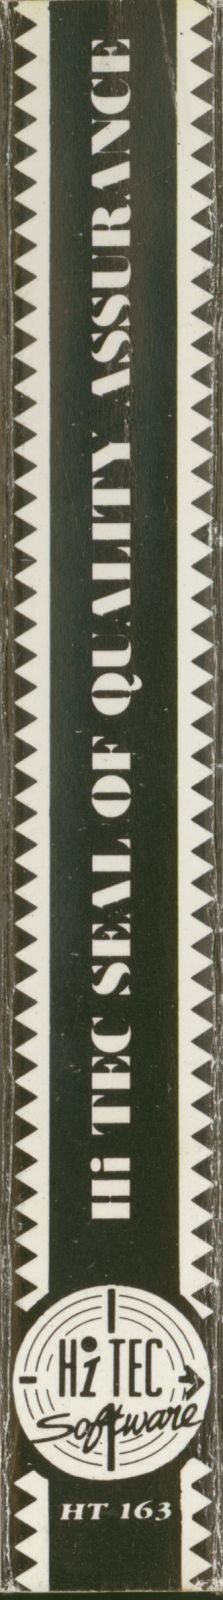 Hi TEC SEAL OF QUALITY ASSURANCE
Hi TEC
Software
HT 163